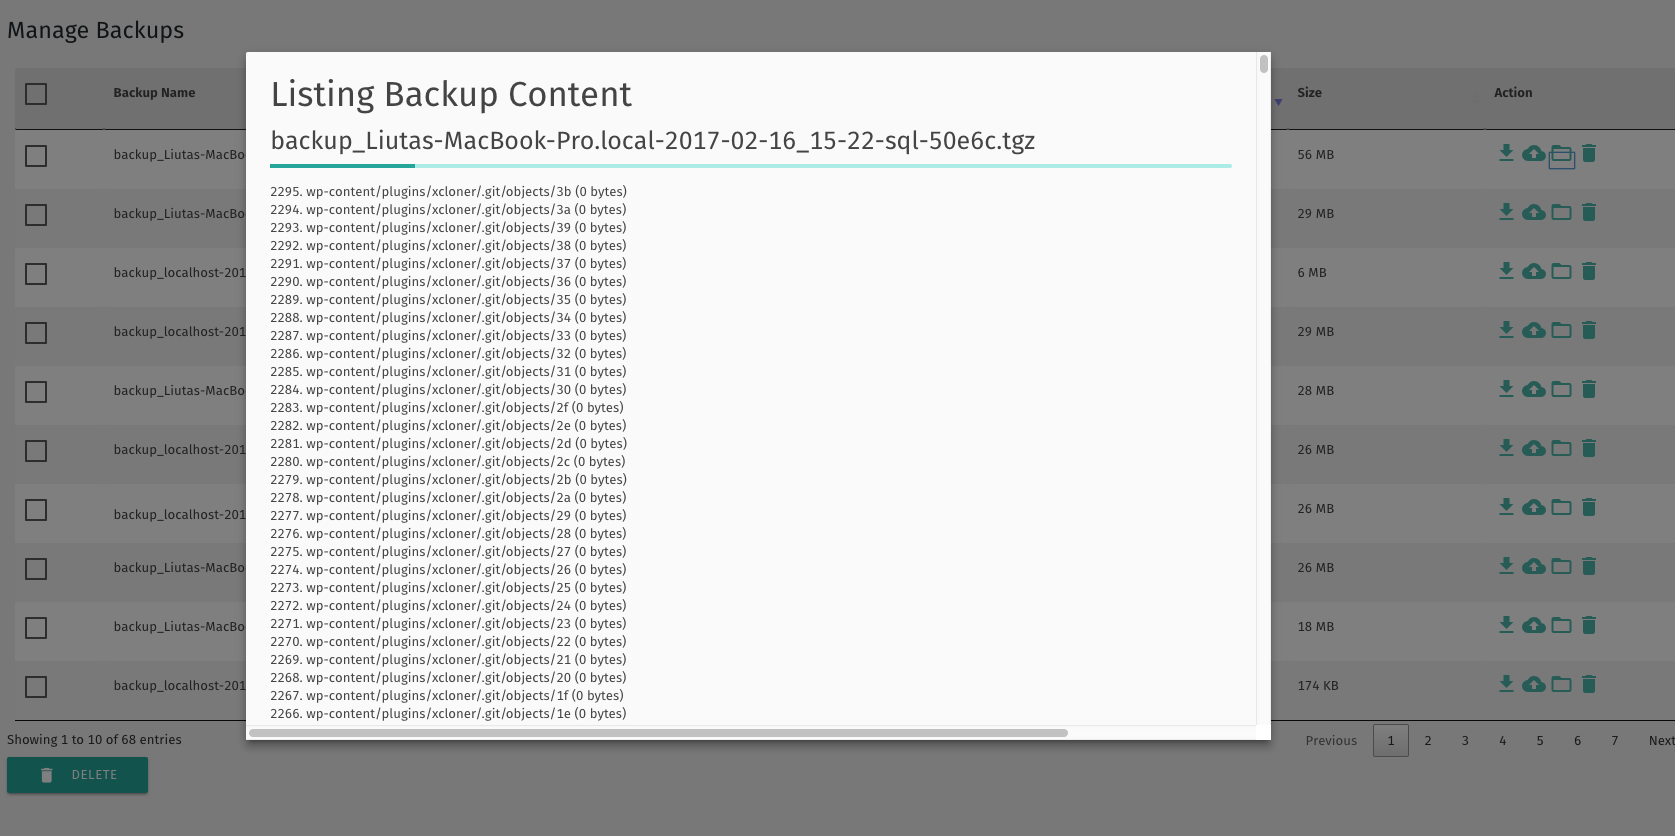 Manage Backups
Backup Name
Size
Action
Listing Backup Content
backup_Liutas-MacBook-Pro.local-2017-02-16_15-22-sql-50e6c.tgz
2295. wp-content/plugins/xcloner/.git/objects/3b (0 bytes)
2294. wp-content/plugins/xcloner/.git/objects/3a (0 bytes)
2293. wp-content/plugins/xcloner/.git/objects/39 (0 bytes)
2292. wp-content/plugins/xcloner/.git/objects/38 (0 bytes)
2291. wp-content/plugins/xcloner/.git/objects/37 (0 bytes)
2290. wp-content/plugins/xcloner/.git/objects/36 (0 bytes)
2289. wp-content/plugins/xcloner/.git/objects/35 (0 bytes)
2288. wp-content/plugins/xcloner/.git/objects/34 (0 bytes)
2287. wp-content/plugins/xcloner/.git/objects/33 (0 bytes)
2286. wp-content/plugins/xcloner/.git/objects/32 (0 bytes)
2285. wp-content/plugins/xcloner/.git/objects/31 (0 bytes)
2284. wp-content/plugins/xcloner/.git/objects/30 (0 bytes)
2283. wp-content/plugins/xcloner/.git/objects/2f (0 bytes)
2282. wp-content/plugins/xcloner/.git/objects/2e (0 bytes)
2281. wp-content/plugins/xcloner/.git/objects/2d (0 bytes)
2280. wp-content/plugins/xcloner/.git/objects/2c (0 bytes)
2279. wp-content/plugins/xcloner/.git/objects/2b (0 bytes)
2278. wp-content/plugins/xcloner/.git/objects/2a (0 bytes)
2277. wp-content/plugins/xcloner/.git/objects/29 (0 bytes)
2276. wp-content/plugins/xcloner/.git/objects/28 (0 bytes)
2275. wp-content/plugins/xcloner/.git/objects/27 (0 bytes)
2274. wp-content/plugins/xcloner/.git/objects/26 (0 bytes)
2273. wp-content/plugins/xcloner/.git/objects/25 (0 bytes)
2272. wp-content/plugins/xcloner/.git/objects/24 (0 bytes)
2271. wp-content/plugins/xcloner/.git/objects/23 (0 bytes)
2270. wp-content/plugins/xcloner/.git/objects/22 (0 bytes)
2269. wp-content/plugins/xcloner/.git/objects/21 (0 bytes)
2268. wp-content/plugins/xcloner/.git/objects/20 (0 bytes)
2267. wp-content/plugins/xcloner/.git/objects/1f (0 bytes)
2266. wp-content/plugins/xcloner/.git/objects/1e (0 bytes)
backup_Liutas-MacBo
56 MB
backup_Liutas-MacBo
29 MB
backup_localhost-201
6 MB
backup_localhost-201
29 MB
backup_Liutas-MacBo
28 MB
backup_localhost-201
26 MB
backup_localhost-201
26 MB
backup_Liutas-MacBo
26 MB
backup_Liutas-MacBo
18 MB
backup_localhost-201
174 KB
Showing 1 to 10 of 68 entries
Previous 1 2 3 4 5 6 7 Next
DELETE